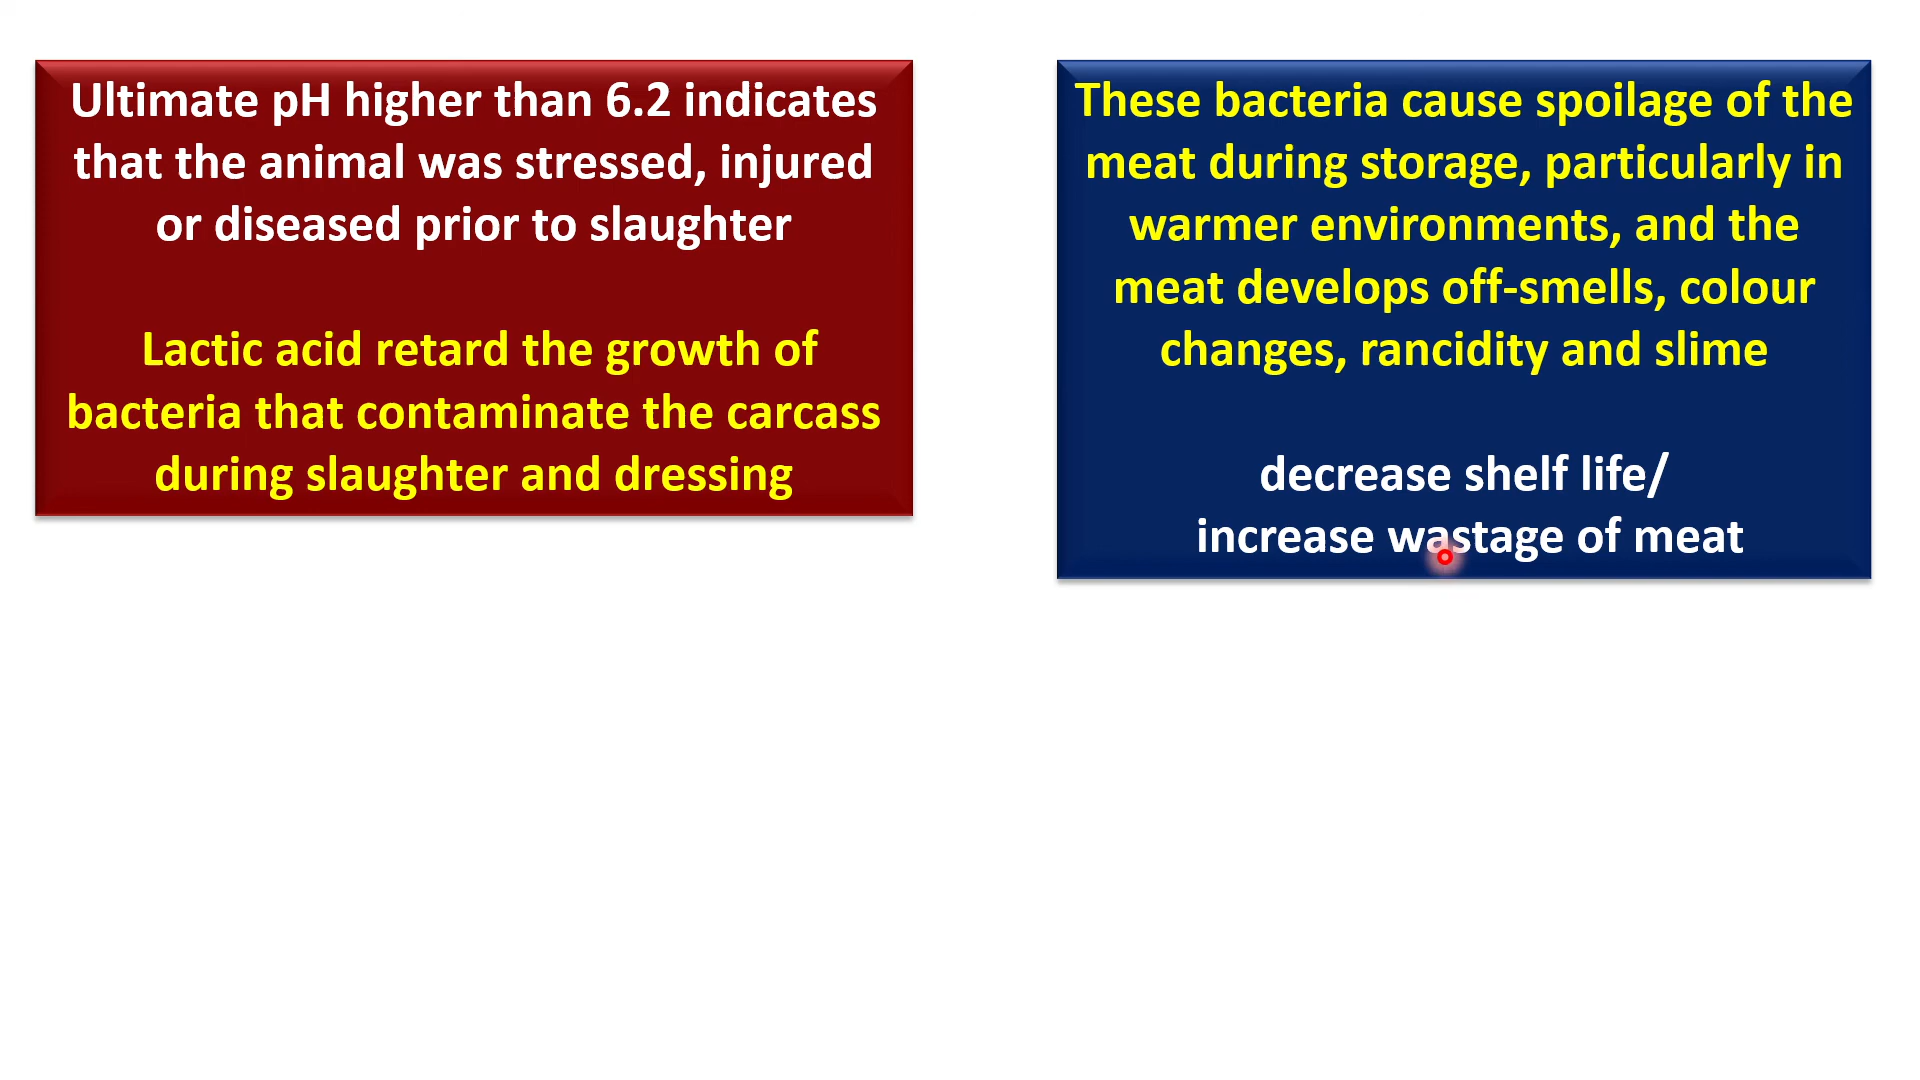 Ultimate pH higher than 6.2 indicates
that the animal was stressed, injured
or diseased prior to slaughter
Lactic acid retard the growth of
bacteria that contaminate the carcass
during slaughter and dressing
These bacteria cause spoilage of the
meat during storage, particularly in
warmer environments, and the
meat develops off-smells, colour
changes, rancidity and slime
decrease shelf life/
increase wastage of meat